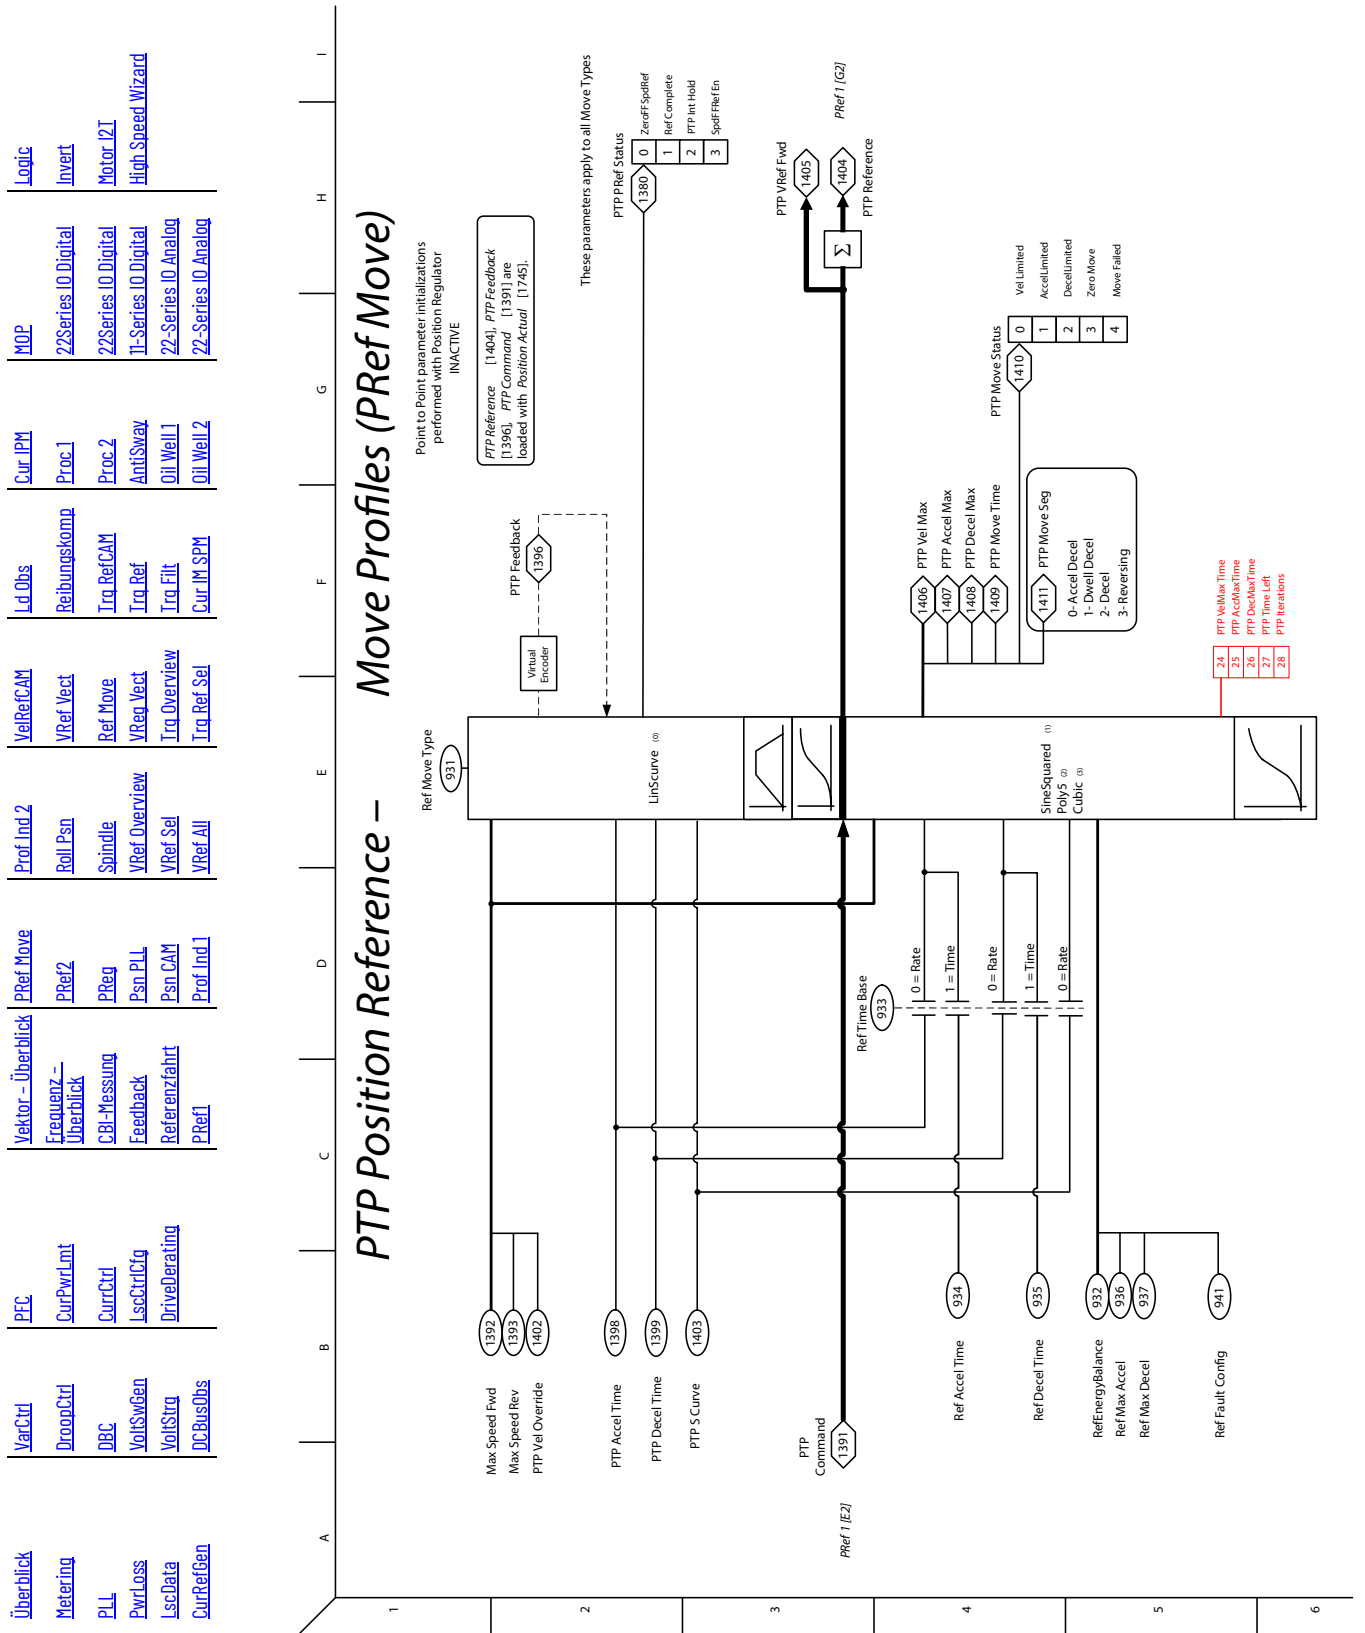 Überblick
VarCtrl
PFC
Vektor – Überblick
PRef Move
Prof Ind 2
VelRefCAM
Ld Obs
Cur IPM
MOP
Logic
Metering
DroopCtrl
CurPwrLmt
Frequenz –
Überblick
PRef2
Roll Psn
VRef Vect
Reibungskomp
Proc 1
22Series IO Digital
Invert
PLL
DBC
CurrCtrl
CBI-Messung
PReg
Spindle
Ref Move
Trq RefCAM
Proc 2
22Series IO Digital
Motor I2T
PwrLoss
VoltSwGen
LscCtrlCfg
Feedback
Psn PLL
VRef Overview
VReg Vect
Trq Ref
AntiSway
11-Series IO Digital
High Speed Wizard
LscData
VoltStrg
DriveDerating
Referenzfahrt
Psn CAM
VRef Sel
Trq Overview
Trq Filt
Oil Well 1
22-Series IO Analog
CurRefGen
DCBusObs
PRef1
Prof Ind 1
VRef All
Trq Ref Sel
Cur IM SPM
Oil Well 2
22-Series IO Analog
A
B
C
D
E
F
G
H
I
1
2
3
4
5
6
PTP Position Reference – Move Profiles (PRef Move)
Point to Point parameter initializations
performed with Position Regulator
INACTIVE
PTP Reference [1404], PTP Feedback
[1396], PTP Command [1391] are
loaded with Position Actual [1745].
Ref Move Type
931
Max Speed Fwd
1392
Max Speed Rev
1393
PTP Vel Override
1402
Virtual
Encoder
PTP Feedback
1396
These parameters apply to all Move Types
PTP PRef Status
1380
0 ZeroFFSpdRef
1 Ref Complete
2 PTP Int Hold
3 SpdFFRef En
PTP Accel Time
1398
PTP Decel Time
1399
PTP S Curve
1403
LinScurve (0)
PTP
Command
1391
PRef 1 [E2]
Σ
PTP VRef Fwd
1405
1404
PTP Reference
PRef 1 [G2]
Ref Time Base
933
0 = Rate
1 = Time
0 = Rate
1 = Time
0 = Rate
Ref Accel Time
934
Ref Decel Time
935
SineSquared (1)
Poly5 (2)
Cubic (3)
1406 PTP Vel Max
1407 PTP Accel Max
1408 PTP Decel Max
1409 PTP Move Time
PTP Move Status
1410
0 Vel Limited
1 AccelLimited
2 DecelLimited
3 Zero Move
4 Move Failed
1411 PTP Move Seg
0- Accel Decel
1- Dwell Decel
2- Decel
3- Reversing
RefEnergyBalance
932
Ref Max Accel
936
Ref Max Decel
937
Ref Fault Config
941
24 PTP VelMax Time
25 PTP AccMaxTime
26 PTP DecMaxTime
27 PTP Time Left
28 PTP Iterations